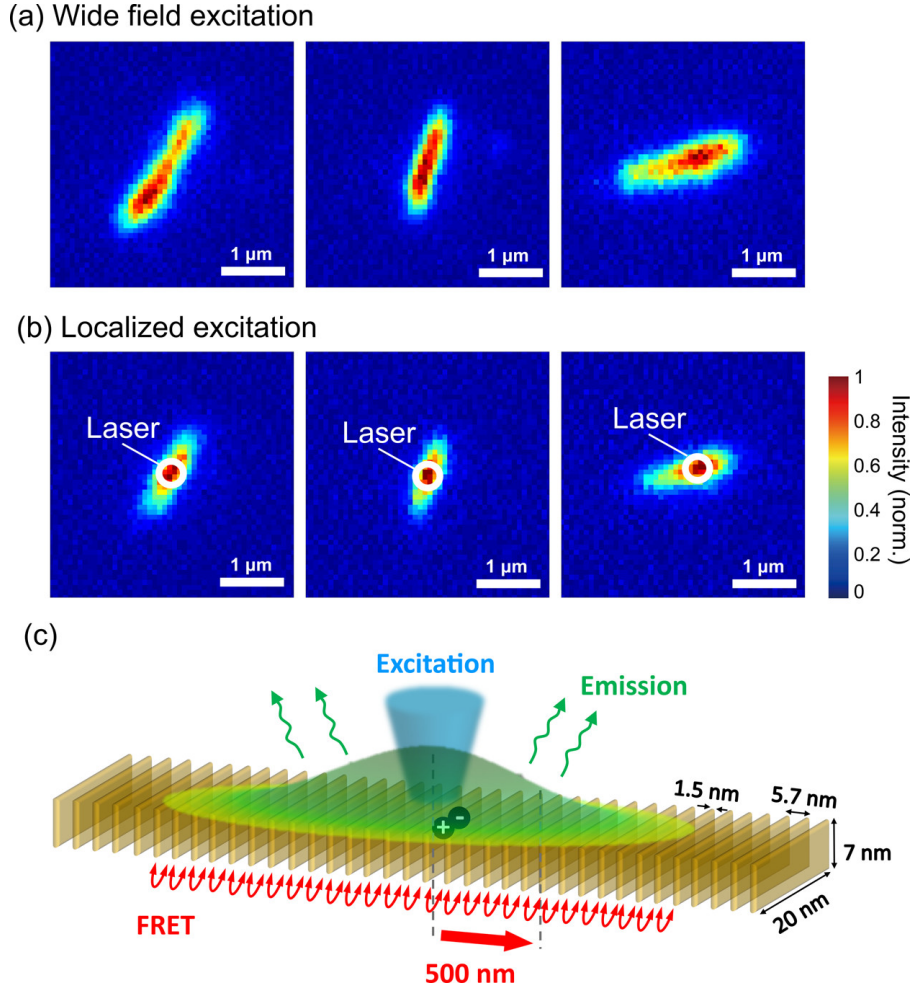 (a) Wide field excitation
1 µm
1 µm
1 µm
(b) Localized excitation
Laser
Laser
Laser
1 µm
1 µm
1 µm
1
0.8
0.6
0.4
0.2
0
Intensity (norm.)
(c)
Excitation
Emission
1.5 nm
5.7 nm
7 nm
20 nm
+
-
FRET
500 nm